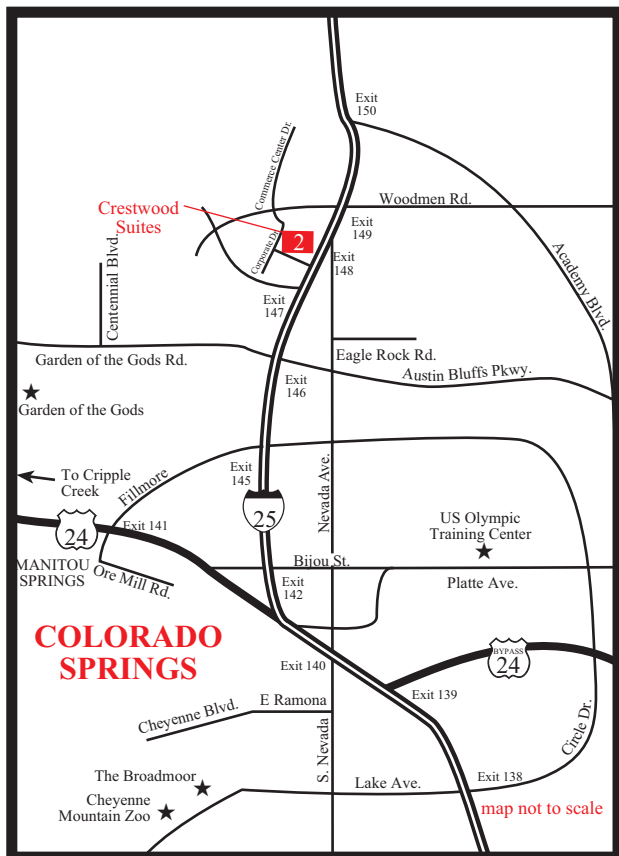 Exit
150
Commerce Center Dr.
Woodmen Rd.
Crestwood
Suites
2
Corporate Dr.
Exit
149
Exit
148
Academy Blvd.
Centennial Blvd.
Exit
147
Garden of the Gods Rd.
Eagle Rock Rd.
Austin Bluffs Pkwy.
Exit
146
Garden of the Gods
To Cripple
Creek
Fillmore
Exit
145
Nevada Ave.
25
24
Exit 141
US Olympic
Training Center
MANITOU
SPRINGS
Ore Mill Rd.
Bijou St.
Platte Ave.
Exit
142
COLORADO
SPRINGS
Exit 140
BYPASS
24
Exit 139
Cheyenne Blvd.
E Ramona
S. Nevada
Circle Dr.
The Broadmoor
Cheyenne
Mountain Zoo
Lake Ave.
Exit 138
map not to scale